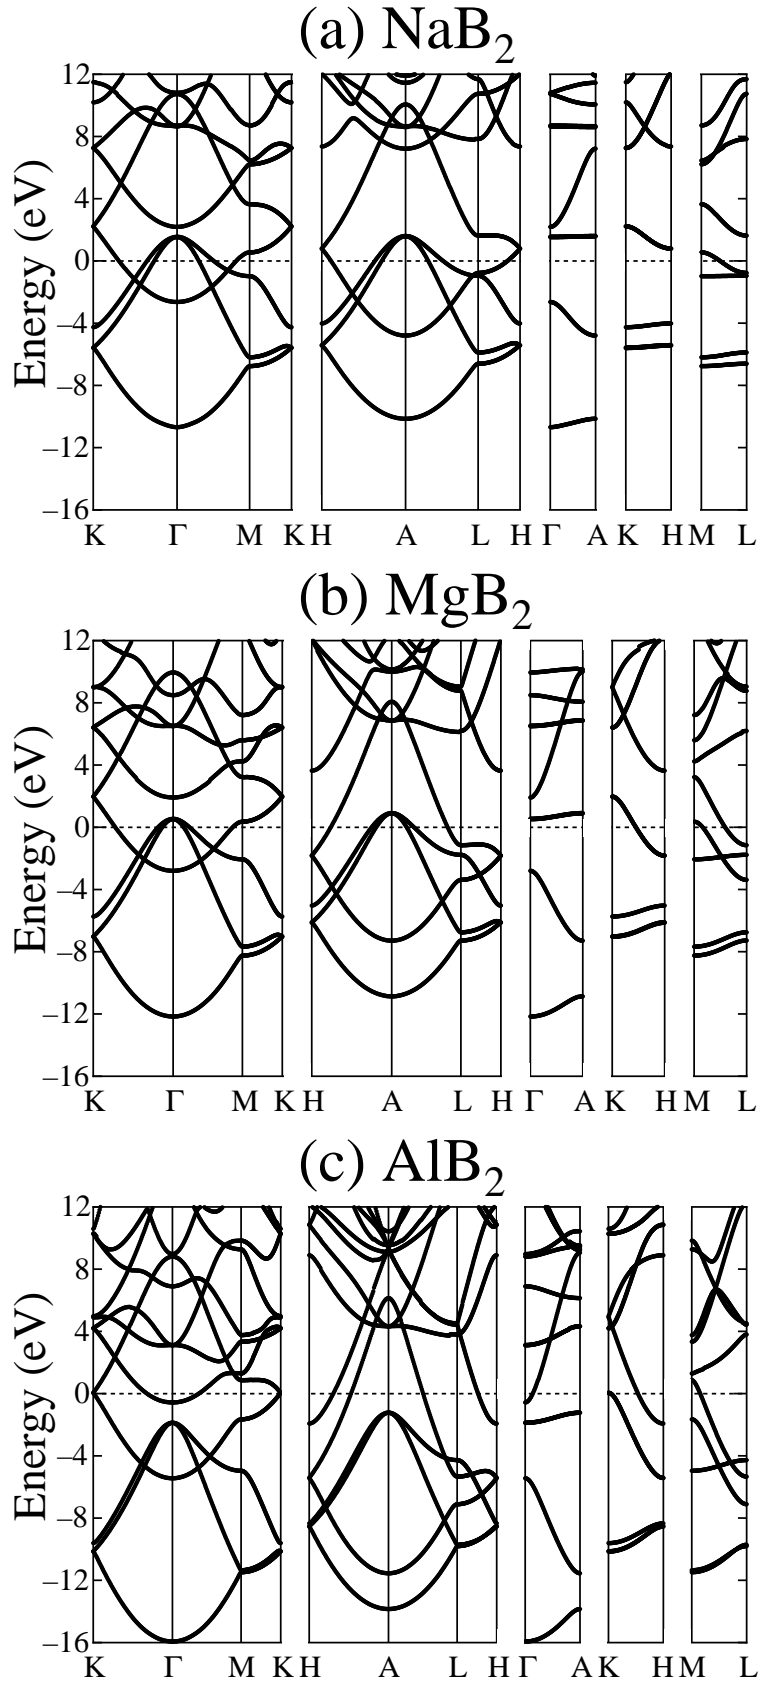 (a) NaB2
Energy (eV)
12
8
4
0
−4
−8
−12
−16
K Γ M K H A L H Γ A K H M L
(b) MgB2
Energy (eV)
12
8
4
0
−4
−8
−12
−16
K Γ M K H A L H Γ A K H M L
(c) AlB2
Energy (eV)
12
8
4
0
−4
−8
−12
−16
K Γ M K H A L H Γ A K H M L